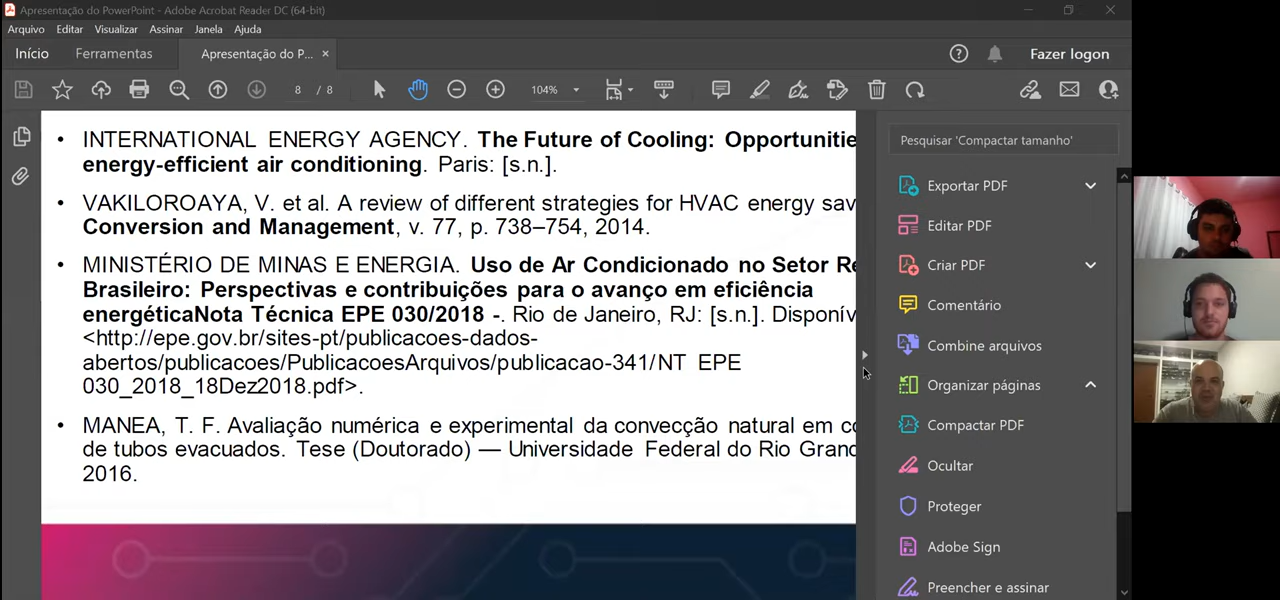 Apresentação do PowerPoint - Adobe Acrobat Reader DC (64-bit)
Arquivo Editar Visualizar Assinar Janela Ajuda
Início Ferramentas Apresentação do P... × Fazer logon
8 / 8 104%
• INTERNATIONAL ENERGY AGENCY. The Future of Cooling: Opportunitie
energy-efficient air conditioning. Paris: [s.n.].
• VAKILOROAYA, V. et al. A review of different strategies for HVAC energy sav
Conversion and Management, v. 77, p. 738–754, 2014.
• MINISTÉRIO DE MINAS E ENERGIA. Uso de Ar Condicionado no Setor Re
Brasileiro: Perspectivas e contribuições para o avanço em eficiência
energéticaNota Técnica EPE 030/2018 -. Rio de Janeiro, RJ: [s.n.]. Disponív
<http://epe.gov.br/sites-pt/publicacoes-dados-
abertos/publicacoes/PublicacoesArquivos/publicacao-341/NT EPE
030_2018_18Dez2018.pdf>.
• MANEA, T. F. Avaliação numérica e experimental da convecção natural em co
de tubos evacuados. Tese (Doutorado) — Universidade Federal do Rio Grand
2016.
Pesquisar 'Compactar tamanho'
Exportar PDF
Editar PDF
Criar PDF
Comentário
Combine arquivos
Organizar páginas
Compactar PDF
Ocultar
Proteger
Adobe Sign
Preencher e assinar